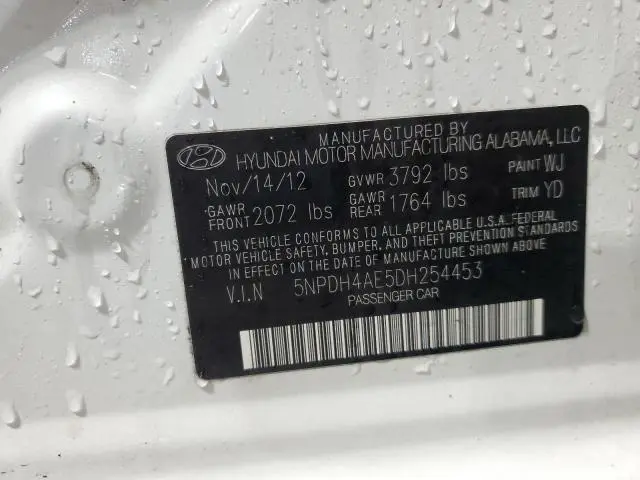 MANUFACTURED BY
HYUNDAI MOTOR MANUFACTURING ALABAMA, LLC
Nov/14/12 GVWR 3792 lbs PAINT WJ
GAWR FRONT 2072 lbs GAWR REAR 1764 lbs TRIM YD
THIS VEHICLE CONFORMS TO ALL APPLICABLE U.S.A. FEDERAL
MOTOR VEHICLE SAFETY, BUMPER, AND THEFT PREVENTION STANDARDS
IN EFFECT ON THE DATE OF MANUFACTURE SHOWN ABOVE.
V.I.N 5NPDH4AE5DH254453
PASSENGER CAR